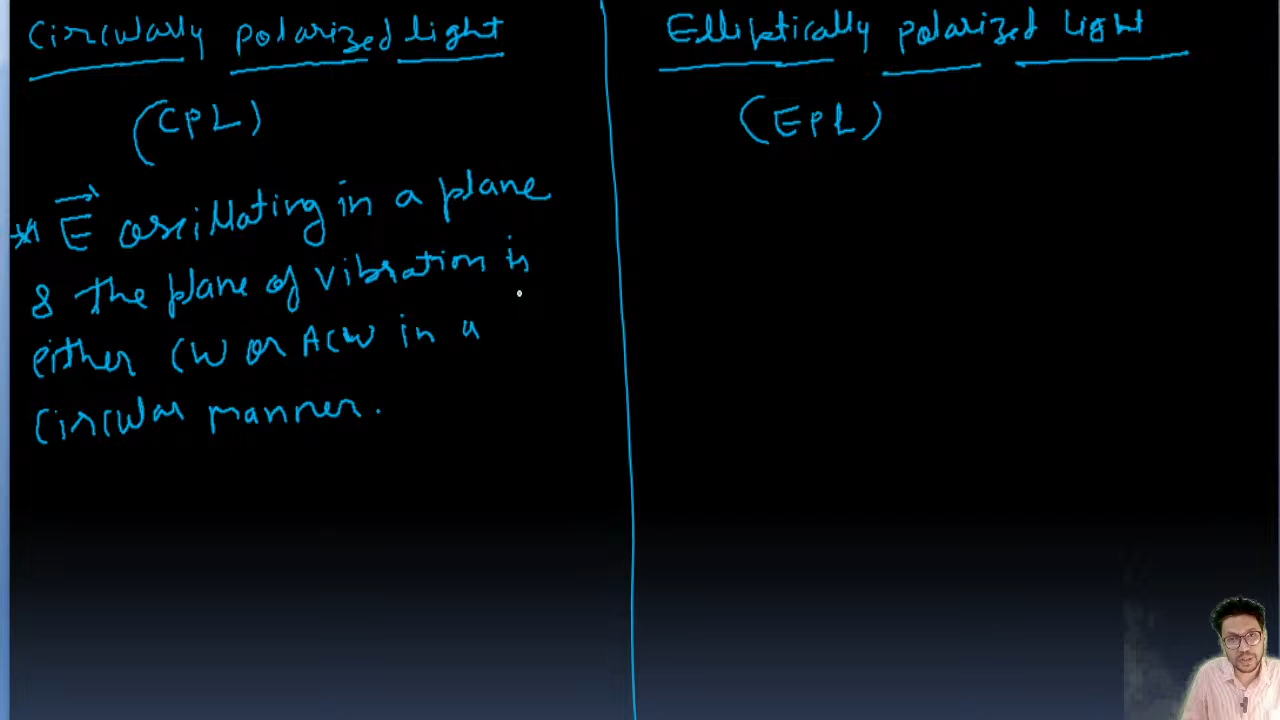 Circularly polarized light
(CPL)
* E oscillating in a plane
& the plane of vibration is
either CW or ACW in a
circular manner.
Elliptically polarized light
(EPL)